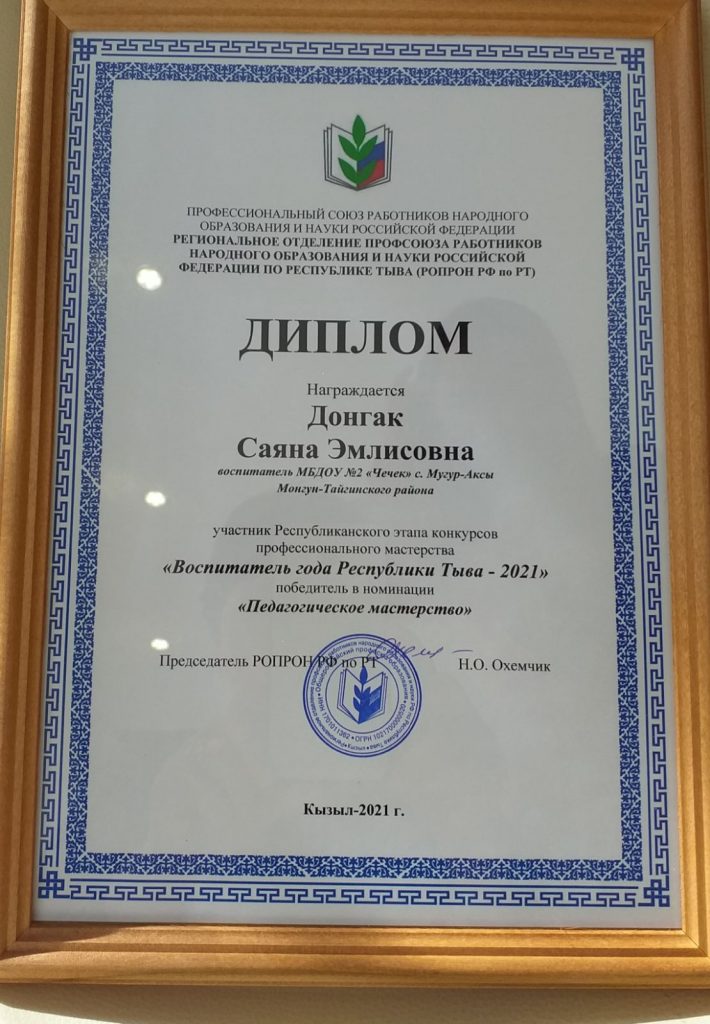 ПРОФЕССИОНАЛЬНЫЙ СОЮЗ РАБОТНИКОВ НАРОДНОГО
ОБРАЗОВАНИЯ И НАУКИ РОССИЙСКОЙ ФЕДЕРАЦИИ
РЕГИОНАЛЬНОЕ ОТДЕЛЕНИЕ ПРОФСОЮЗА РАБОТНИКОВ
НАРОДНОГО ОБРАЗОВАНИЯ И НАУКИ РОССИЙСКОЙ
ФЕДЕРАЦИИ ПО РЕСПУБЛИКЕ ТЫВА (РОПРОН РФ по РТ)
ДИПЛОМ
Награждается
Донгак
Саяна Эмлисовна
воспитатель МБДОУ №2 «Чечек» с. Мугур-Аксы
Монгун-Тайгинского района
участник Республиканского этапа конкурсов
профессионального мастерства
«Воспитатель года Республики Тыва - 2021»
победитель в номинации
«Педагогическое мастерство»
Председатель РОПРОН РФ по РТ Н.О. Охемчик
Кызыл-2021 г.